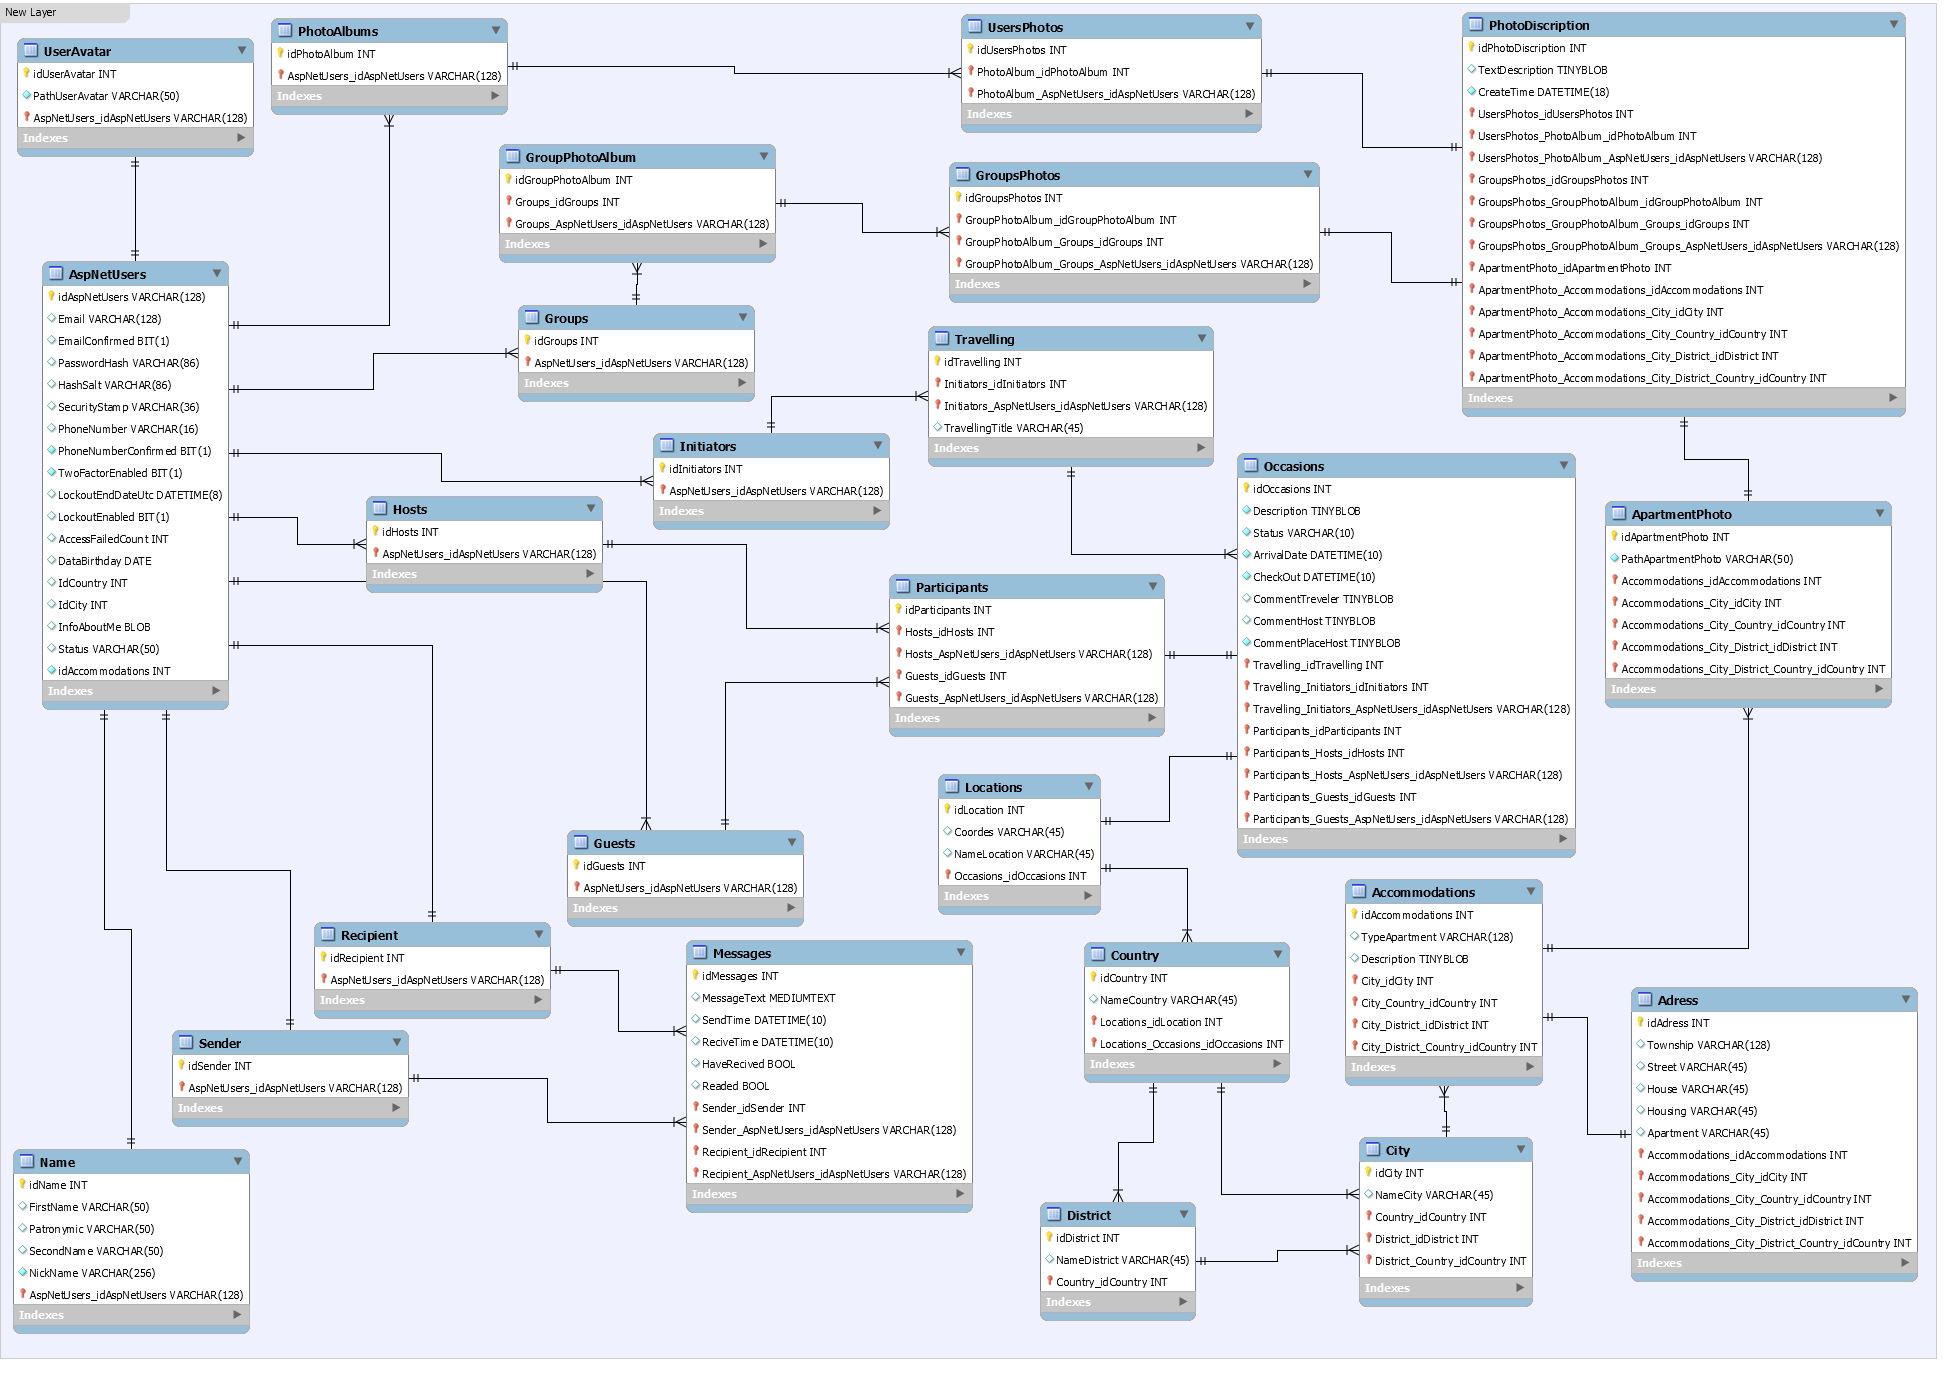 New Layer
UserAvatar
idUserAvatar INT
PathUserAvatar VARCHAR(50)
AspNetUsers_idAspNetUsers VARCHAR(128)
Indexes
PhotoAlbums
idPhotoAlbum INT
AspNetUsers_idAspNetUsers VARCHAR(128)
Indexes
UsersPhotos
idUsersPhotos INT
PhotoAlbum_idPhotoAlbum INT
PhotoAlbum_AspNetUsers_idAspNetUsers VARCHAR(128)
Indexes
PhotoDiscription
idPhotoDiscription INT
TextDescription TINYBLOB
CreateTime DATETIME(18)
UsersPhotos_idUsersPhotos INT
UsersPhotos_PhotoAlbum_idPhotoAlbum INT
UsersPhotos_PhotoAlbum_AspNetUsers_idAspNetUsers VARCHAR(128)
GroupsPhotos_idGroupsPhotos INT
GroupsPhotos_GroupPhotoAlbum_idGroupPhotoAlbum INT
GroupsPhotos_GroupPhotoAlbum_Groups_idGroups INT
GroupsPhotos_GroupPhotoAlbum_Groups_AspNetUsers_idAspNetUsers VARCHAR(128)
ApartmentPhoto_idApartmentPhoto INT
ApartmentPhoto_Accommodations_idAccommodations INT
ApartmentPhoto_Accommodations_City_idCity INT
ApartmentPhoto_Accommodations_City_Country_idCountry INT
ApartmentPhoto_Accommodations_City_District_idDistrict INT
ApartmentPhoto_Accommodations_City_District_Country_idCountry INT
Indexes
GroupPhotoAlbum
idGroupPhotoAlbum INT
Groups_idGroups INT
Groups_AspNetUsers_idAspNetUsers VARCHAR(128)
Indexes
GroupsPhotos
idGroupsPhotos INT
GroupPhotoAlbum_idGroupPhotoAlbum INT
GroupPhotoAlbum_Groups_idGroups INT
GroupPhotoAlbum_Groups_AspNetUsers_idAspNetUsers VARCHAR(128)
Indexes
AspNetUsers
idAspNetUsers VARCHAR(128)
Email VARCHAR(128)
EmailConfirmed BIT(1)
PasswordHash VARCHAR(86)
HashSalt VARCHAR(86)
SecurityStamp VARCHAR(36)
PhoneNumber VARCHAR(16)
PhoneNumberConfirmed BIT(1)
TwoFactorEnabled BIT(1)
LockoutEndDateUtc DATETIME(8)
LockoutEnabled BIT(1)
AccessFailedCount INT
DataBirthday DATE
IdCountry INT
IdCity INT
InfoAboutMe BLOB
Status VARCHAR(50)
idAccommodations INT
Indexes
Groups
idGroups INT
AspNetUsers_idAspNetUsers VARCHAR(128)
Indexes
Travelling
idTravelling INT
Initiators_idInitiators INT
Initiators_AspNetUsers_idAspNetUsers VARCHAR(128)
TravellingTitle VARCHAR(45)
Indexes
Initiators
idInitiators INT
AspNetUsers_idAspNetUsers VARCHAR(128)
Indexes
Occasions
idOccasions INT
Description TINYBLOB
Status VARCHAR(10)
ArrivalDate DATETIME(10)
CheckOut DATETIME(10)
CommentTreveler TINYBLOB
CommentHost TINYBLOB
CommentPlaceHost TINYBLOB
Travelling_idTravelling INT
Travelling_Initiators_idInitiators INT
Travelling_Initiators_AspNetUsers_idAspNetUsers VARCHAR(128)
Participants_idParticipants INT
Participants_Hosts_idHosts INT
Participants_Hosts_AspNetUsers_idAspNetUsers VARCHAR(128)
Participants_Guests_idGuests INT
Participants_Guests_AspNetUsers_idAspNetUsers VARCHAR(128)
Indexes
Hosts
idHosts INT
AspNetUsers_idAspNetUsers VARCHAR(128)
Indexes
ApartmentPhoto
idApartmentPhoto INT
PathApartmentPhoto VARCHAR(50)
Accommodations_idAccommodations INT
Accommodations_City_idCity INT
Accommodations_City_Country_idCountry INT
Accommodations_City_District_idDistrict INT
Accommodations_City_District_Country_idCountry INT
Indexes
Participants
idParticipants INT
Hosts_idHosts INT
Hosts_AspNetUsers_idAspNetUsers VARCHAR(128)
Guests_idGuests INT
Guests_AspNetUsers_idAspNetUsers VARCHAR(128)
Indexes
Locations
idLocation INT
Coordes VARCHAR(45)
NameLocation VARCHAR(45)
Occasions_idOccasions INT
Indexes
Guests
idGuests INT
AspNetUsers_idAspNetUsers VARCHAR(128)
Indexes
Accommodations
idAccommodations INT
TypeApartment VARCHAR(128)
Description TINYBLOB
City_idCity INT
City_Country_idCountry INT
City_District_idDistrict INT
City_District_Country_idCountry INT
Indexes
Recipient
idRecipient INT
AspNetUsers_idAspNetUsers VARCHAR(128)
Indexes
Messages
idMessages INT
MessageText MEDIUMTEXT
SendTime DATETIME(10)
ReciveTime DATETIME(10)
HaveRecived BOOL
Readed BOOL
Sender_idSender INT
Sender_AspNetUsers_idAspNetUsers VARCHAR(128)
Recipient_idRecipient INT
Recipient_AspNetUsers_idAspNetUsers VARCHAR(128)
Indexes
Country
idCountry INT
NameCountry VARCHAR(45)
Locations_idLocation INT
Locations_Occasions_idOccasions INT
Indexes
Adress
idAdress INT
Township VARCHAR(128)
Street VARCHAR(45)
House VARCHAR(45)
Housing VARCHAR(45)
Apartment VARCHAR(45)
Accommodations_idAccommodations INT
Accommodations_City_idCity INT
Accommodations_City_Country_idCountry INT
Accommodations_City_District_idDistrict INT
Accommodations_City_District_Country_idCountry INT
Indexes
Sender
idSender INT
AspNetUsers_idAspNetUsers VARCHAR(128)
Indexes
City
idCity INT
NameCity VARCHAR(45)
Country_idCountry INT
District_idDistrict INT
District_Country_idCountry INT
Indexes
Name
idName INT
FirstName VARCHAR(50)
Patronymic VARCHAR(50)
SecondName VARCHAR(50)
NickName VARCHAR(256)
AspNetUsers_idAspNetUsers VARCHAR(128)
Indexes
District
idDistrict INT
NameDistrict VARCHAR(45)
Country_idCountry INT
Indexes